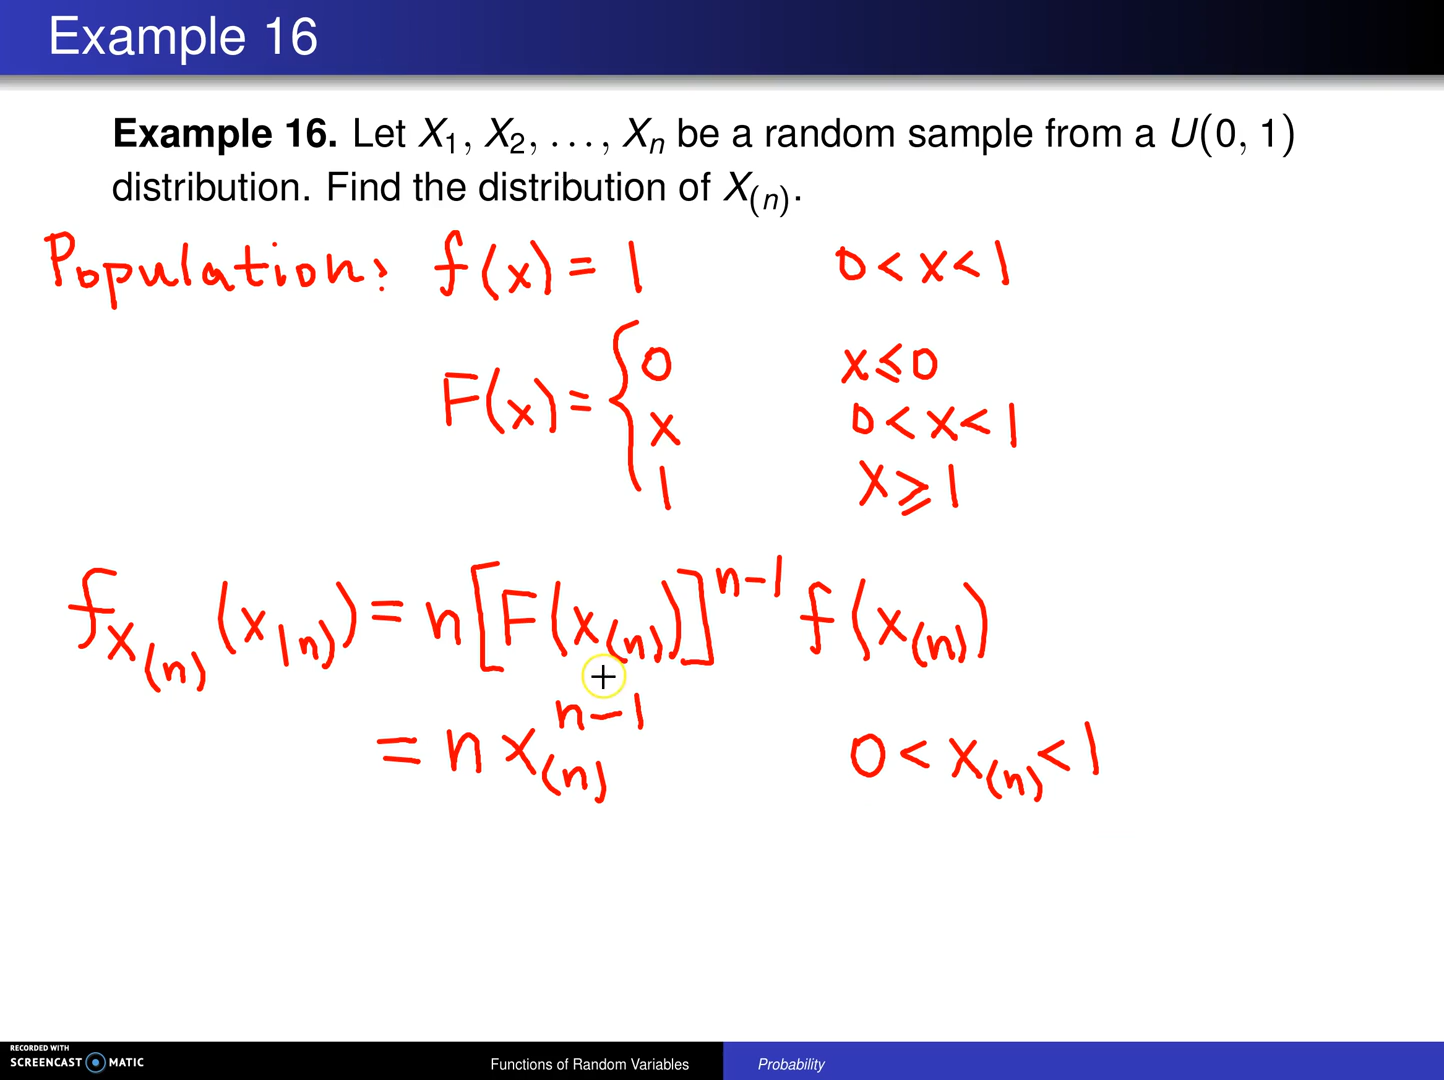 Example 16
Example 16. Let X₁, X₂, …, Xₙ be a random sample from a U(0, 1)
distribution. Find the distribution of X₍ₙ₎.
Population: f(x) = 1    0 < x < 1
F(x) = { 0    x ≤ 0
x    0 < x < 1
1    x ≥ 1
f_{X₍ₙ₎}(x₍ₙ₎) = n[F(x₍ₙ₎)]ⁿ⁻¹ f(x₍ₙ₎)
= n x₍ₙ₎ⁿ⁻¹    0 < x₍ₙ₎ < 1
RECORDED WITH
SCREENCAST MATIC
Functions of Random Variables    Probability